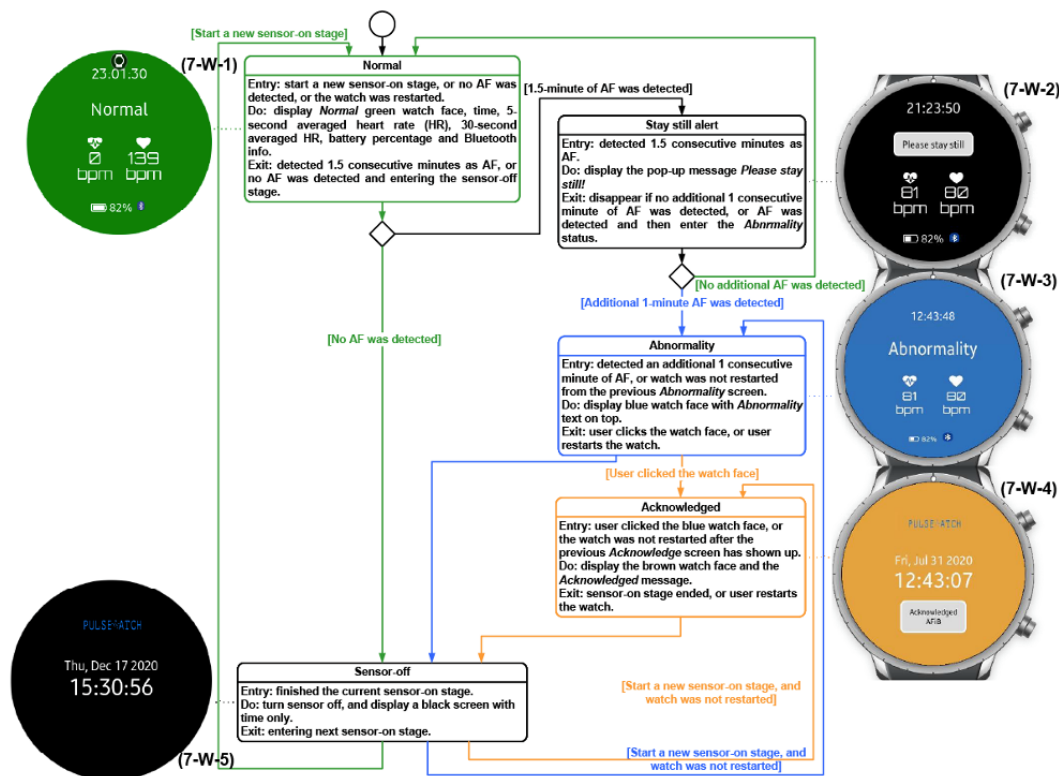 [Start a new sensor-on stage]
(7-W-1)
23:01:30
Normal
0
bpm
139
bpm
82%
Normal
Entry: start a new sensor-on stage, or no AF was
detected, or the watch was restarted.
Do: display Normal green watch face, time, 5-
second averaged heart rate (HR), 30-second
averaged HR, battery percentage and Bluetooth
info.
Exit: detected 1.5 consecutive minutes as AF, or
no AF was detected and entering the sensor-off
stage.
[1.5-minute of AF was detected]
Stay still alert
Entry: detected 1.5 consecutive minutes as
AF.
Do: display the pop-up message Please stay
still!
Exit: disappear if no additional 1 consecutive
minute of AF was detected, or AF was
detected and then enter the Abnrmality
status.
(7-W-2)
21:23:50
Please stay still
81
bpm
80
bpm
82%
[No additional AF was detected]
[Additional 1-minute AF was detected]
(7-W-3)
12:43:48
Abnormality
81
bpm
80
bpm
82%
[No AF was detected]
Abnormality
Entry: detected an additional 1 consecutive
minute of AF, or watch was not restarted
from the previous Abnormality screen.
Do: display blue watch face with Abnormality
text on top.
Exit: user clicks the watch face, or user
restarts the watch.
[User clicked the watch face]
(7-W-4)
PULSEWATCH
Fri, Jul 31 2020
12:43:07
Acknowledged
AFIB
Acknowledged
Entry: user clicked the blue watch face, or
the watch was not restarted after the
previous Acknowledge screen has shown up.
Do: display the brown watch face and the
Acknowledged message.
Exit: sensor-on stage ended, or user restarts
the watch.
PULSEWATCH
Thu, Dec 17 2020
15:30:56
(7-W-5)
Sensor-off
Entry: finished the current sensor-on stage.
Do: turn sensor off, and display a black screen with
time only.
Exit: entering next sensor-on stage.
[Start a new sensor-on stage, and
watch was not restarted]
[Start a new sensor-on stage, and
watch was not restarted]